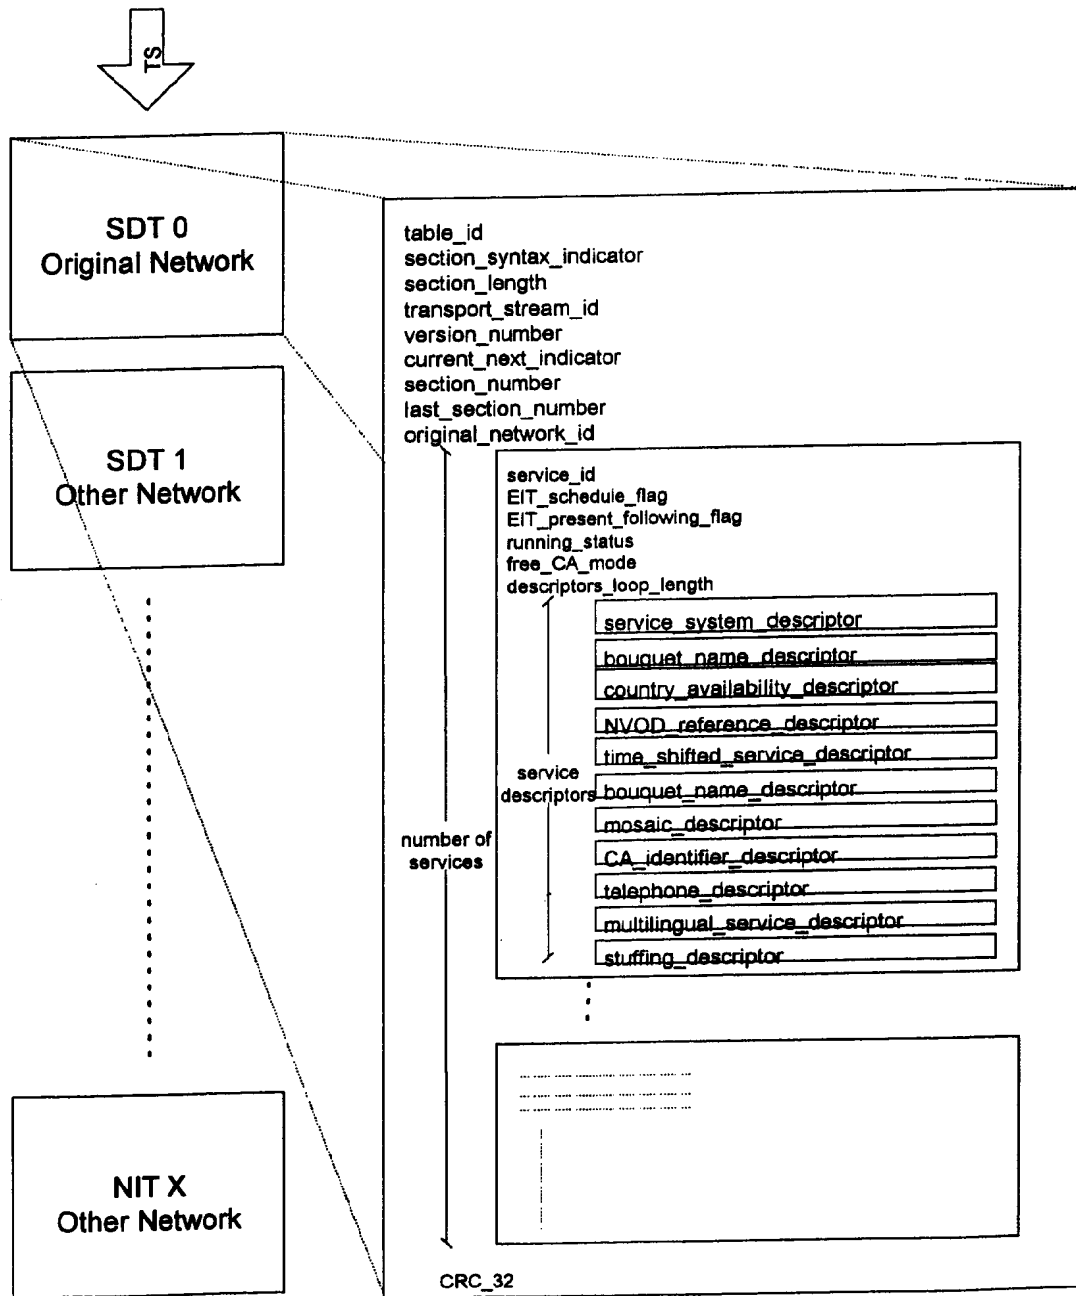 TS
SDT 0
Original Network
SDT 1
Other Network
NIT X
Other Network
table_id
section_syntax_indicator
section_length
transport_stream_id
version_number
current_next_indicator
section_number
last_section_number
original_network_id
number of
services
service_id
EIT_schedule_flag
EIT_present_following_flag
running_status
free_CA_mode
descriptors_loop_length
service
descriptors
service_system_descriptor
bouquet_name_descriptor
country_availability_descriptor
NVOD_reference_descriptor
time_shifted_service_descriptor
bouquet_name_descriptor
mosaic_descriptor
CA_identifier_descriptor
telephone_descriptor
multilingual_service_descriptor
stuffing_descriptor
CRC_32